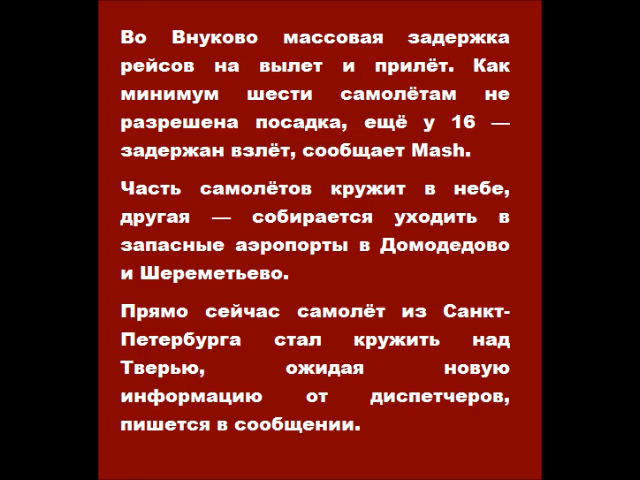 Во Внуково массовая задержка
рейсов на вылет и прилёт. Как
минимум шести самолётам не
разрешена посадка, ещё у 16 —
задержан взлёт, сообщает Mash.
Часть самолётов кружит в небе,
другая — собирается уходить в
запасные аэропорты в Домодедово
и Шереметьево.
Прямо сейчас самолёт из Санкт-
Петербурга стал кружить над
Тверью, ожидая новую
информацию от диспетчеров,
пишется в сообщении.